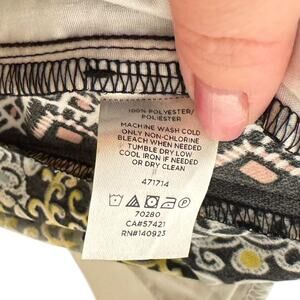 100% POLYESTER/
POLIESTER
MACHINE WASH COLD
ONLY NON-CHLORINE
BLEACH WHEN NEEDED
TUMBLE DRY LOW
COOL IRON IF NEEDED
OR DRY CLEAN
471714
70280
CA#57421
RN#140923